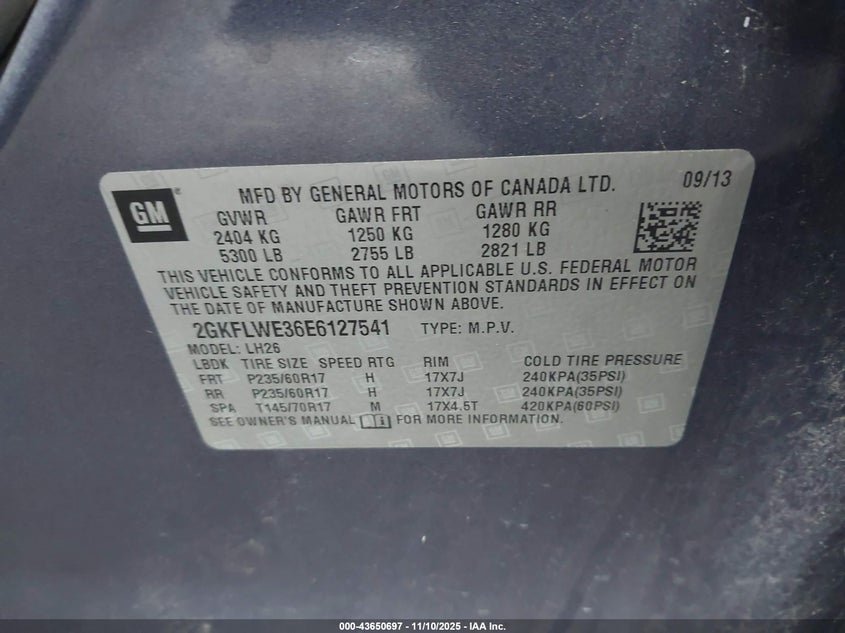 GM
MFD BY GENERAL MOTORS OF CANADA LTD. 09/13
GVWR GAWR FRT GAWR RR
2404 KG 1250 KG 1280 KG
5300 LB 2755 LB 2821 LB
THIS VEHICLE CONFORMS TO ALL APPLICABLE U.S. FEDERAL MOTOR
VEHICLE SAFETY AND THEFT PREVENTION STANDARDS IN EFFECT ON
THE DATE OF MANUFACTURE SHOWN ABOVE.
2GKFLWE36E6127541 TYPE: M.P.V.
MODEL: LH26
LBDK TIRE SIZE SPEED RTG RIM COLD TIRE PRESSURE
FRT P235/60R17 H 17X7J 240KPA(35PSI)
RR P235/60R17 H 17X7J 240KPA(35PSI)
SPA T145/70R17 M 17X4.5T 420KPA(60PSI)
SEE OWNER'S MANUAL FOR MORE INFORMATION.
000-43650697 - 11/10/2025 - IAA Inc.